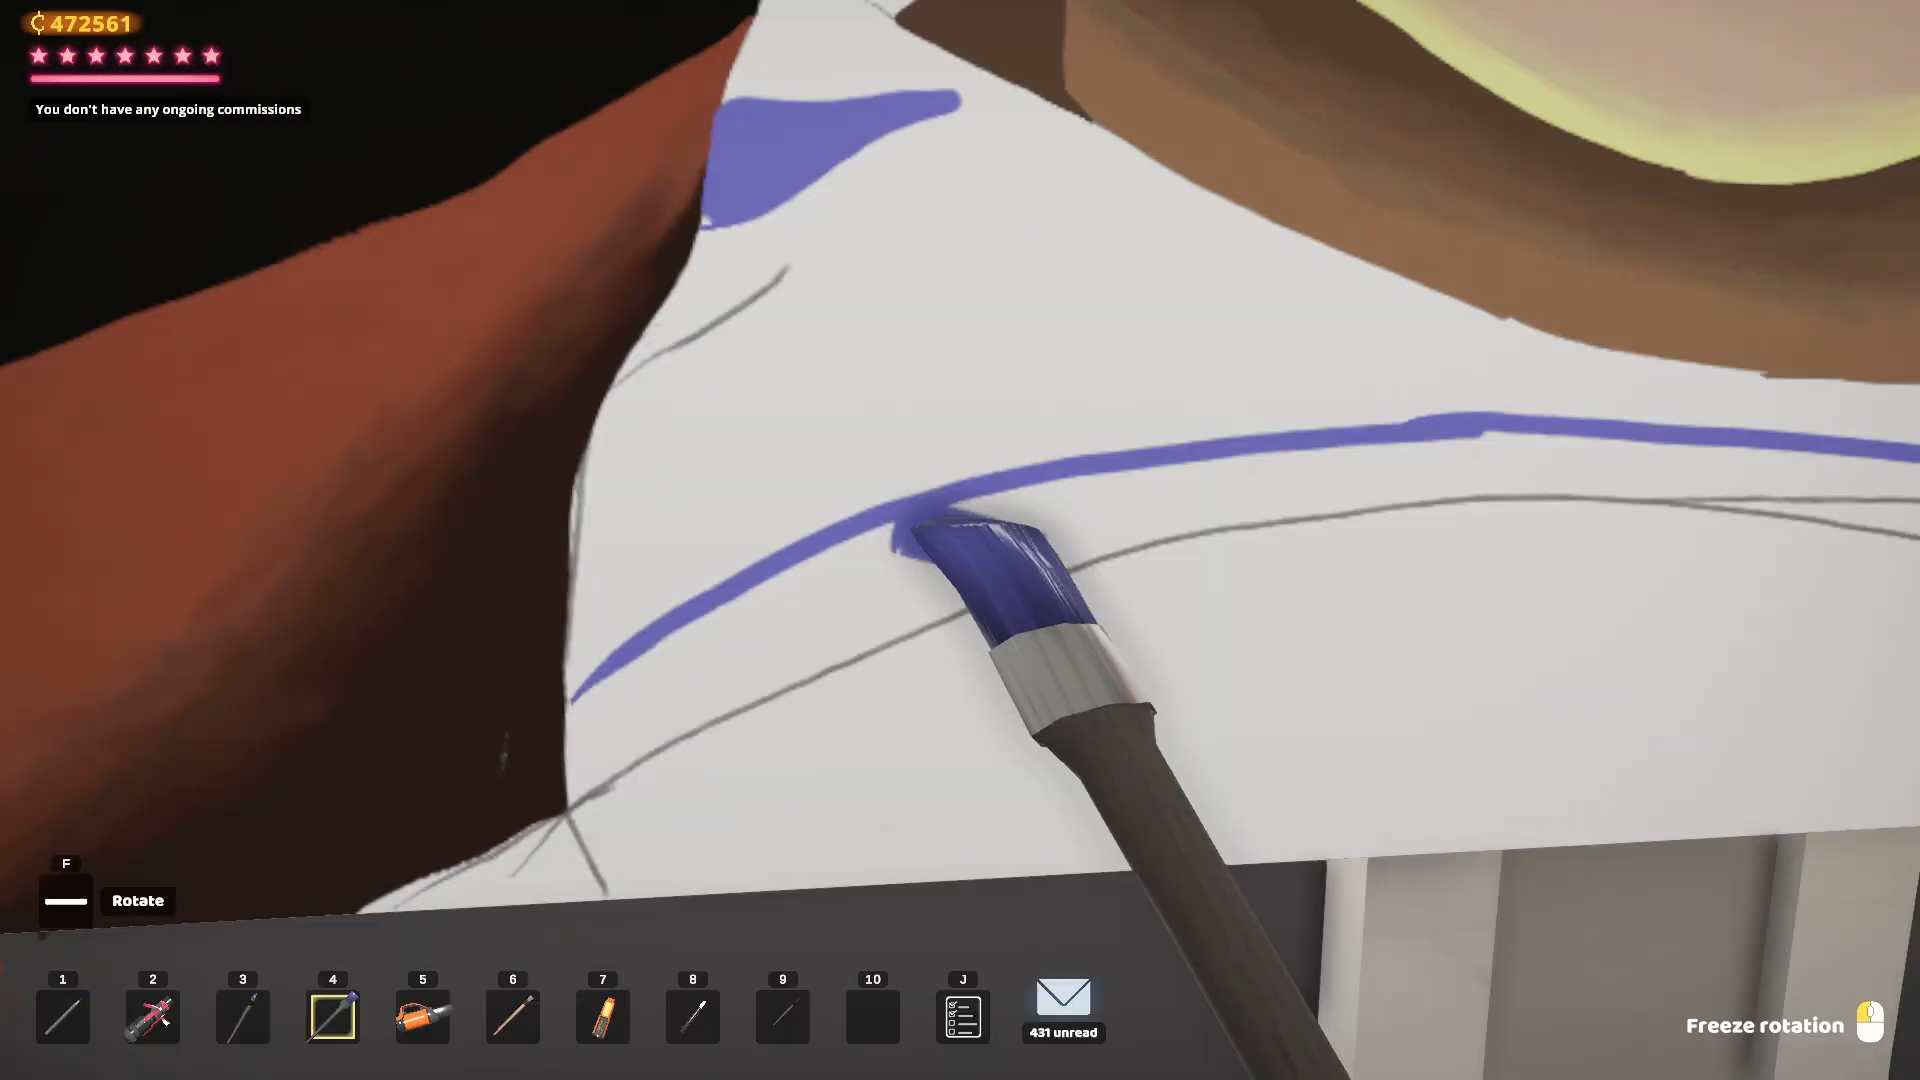 ₵ 472561
You don't have any ongoing commissions
F
Rotate
1 2 3 4 5 6 7 8 9 10 J
431 unread
Freeze rotation